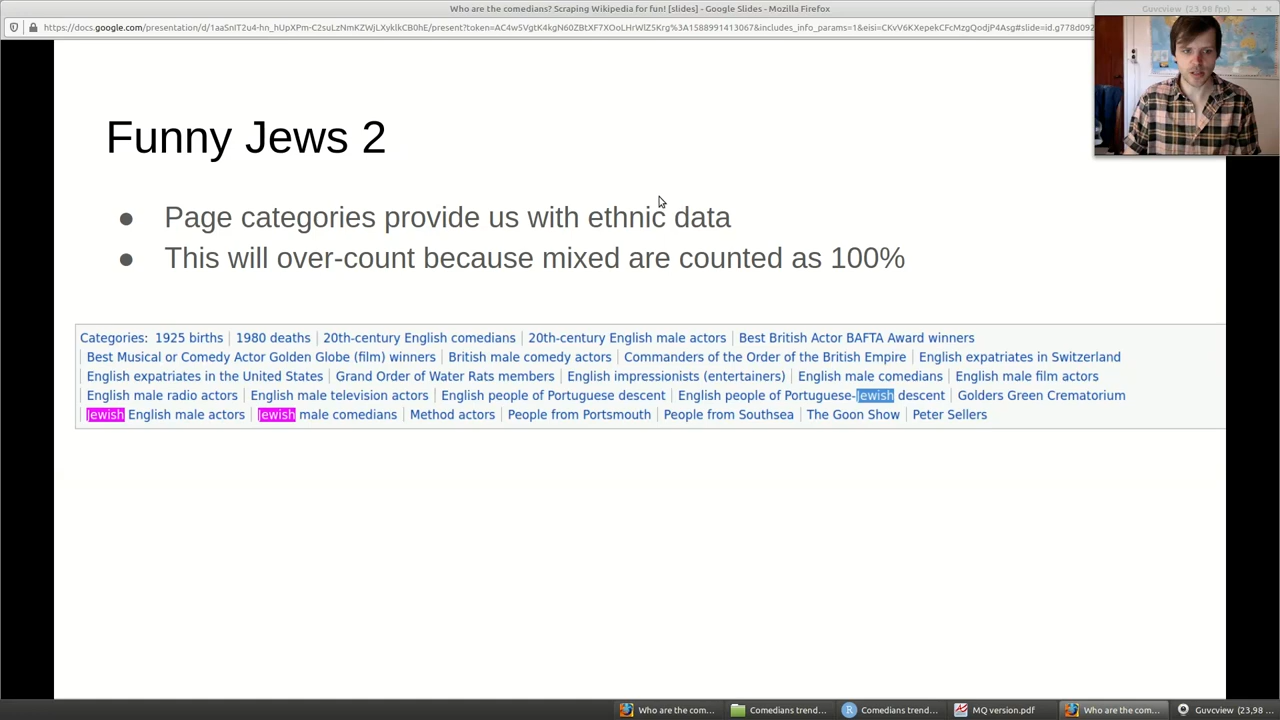 Who are the comedians? Scraping Wikipedia for fun! [slides] - Google Slides - Mozilla Firefox
Guvcview (23,98 fps)
Funny Jews 2
● Page categories provide us with ethnic data
● This will over-count because mixed are counted as 100%
Categories: 1925 births | 1980 deaths | 20th-century English comedians | 20th-century English male actors | Best British Actor BAFTA Award winners
| Best Musical or Comedy Actor Golden Globe (film) winners | British male comedy actors | Commanders of the Order of the British Empire | English expatriates in Switzerland
| English expatriates in the United States | Grand Order of Water Rats members | English impressionists (entertainers) | English male comedians | English male film actors
| English male radio actors | English male television actors | English people of Portuguese descent | English people of Portuguese-Jewish descent | Golders Green Crematorium
| Jewish English male actors | Jewish male comedians | Method actors | People from Portsmouth | People from Southsea | The Goon Show | Peter Sellers
Who are the com... Comedians trend... Comedians trend... MQ version.pdf Who are the com... Guvcview (23,98 ...